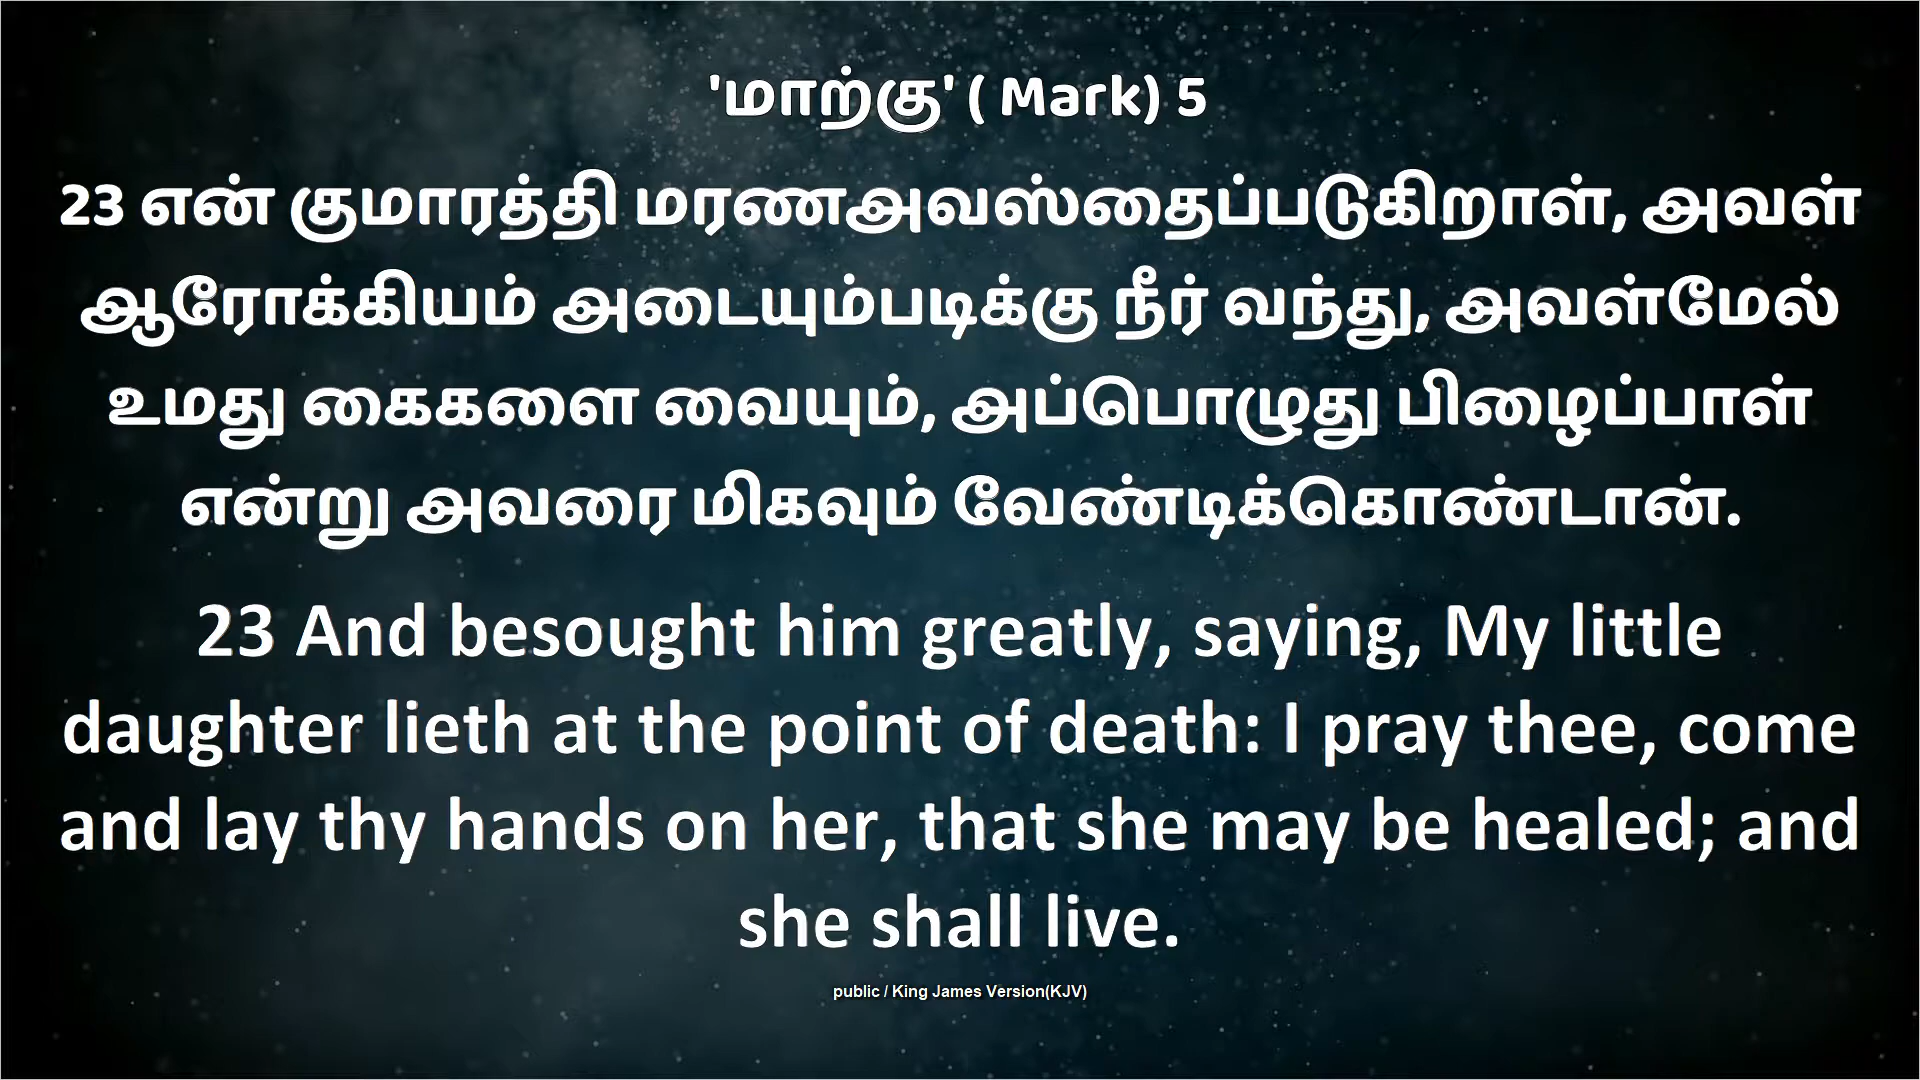 'மாற்கு' ( Mark) 5
23 என் குமாரத்தி மரணஅவஸ்தைப்படுகிறாள், அவள்
ஆரோக்கியம் அடையும்படிக்கு நீர் வந்து, அவள்மேல்
உமது கைகளை வையும், அப்பொழுது பிழைப்பாள்
என்று அவரை மிகவும் வேண்டிக்கொண்டான்.
23 And besought him greatly, saying, My little
daughter lieth at the point of death: I pray thee, come
and lay thy hands on her, that she may be healed; and
she shall live.
public / King James Version(KJV)